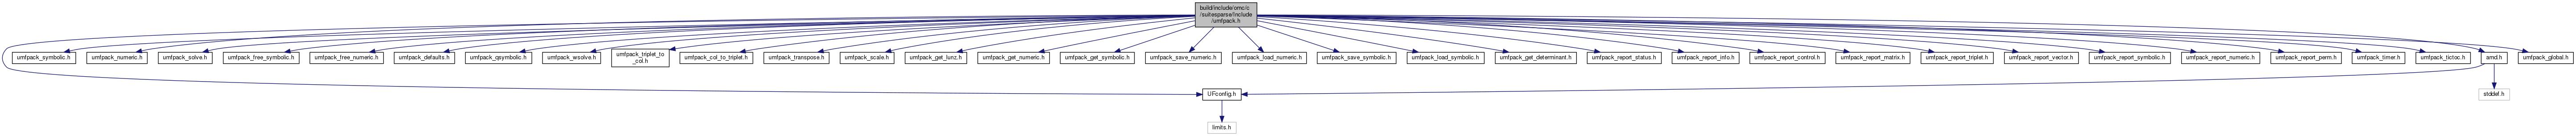 build/include/omc/c
/suitesparse/include
/umfpack.h
umfpack_symbolic.h
umfpack_numeric.h
umfpack_solve.h
umfpack_free_symbolic.h
umfpack_free_numeric.h
umfpack_defaults.h
umfpack_qsymbolic.h
umfpack_wsolve.h
umfpack_triplet_to
_col.h
umfpack_col_to_triplet.h
umfpack_transpose.h
umfpack_scale.h
umfpack_get_lunz.h
umfpack_get_numeric.h
umfpack_get_symbolic.h
umfpack_save_numeric.h
umfpack_load_numeric.h
umfpack_save_symbolic.h
umfpack_load_symbolic.h
umfpack_get_determinant.h
umfpack_report_status.h
umfpack_report_info.h
umfpack_report_control.h
umfpack_report_matrix.h
umfpack_report_triplet.h
umfpack_report_vector.h
umfpack_report_symbolic.h
umfpack_report_numeric.h
umfpack_report_perm.h
umfpack_timer.h
umfpack_tictoc.h
amd.h
umfpack_global.h
UFconfig.h
stddef.h
limits.h